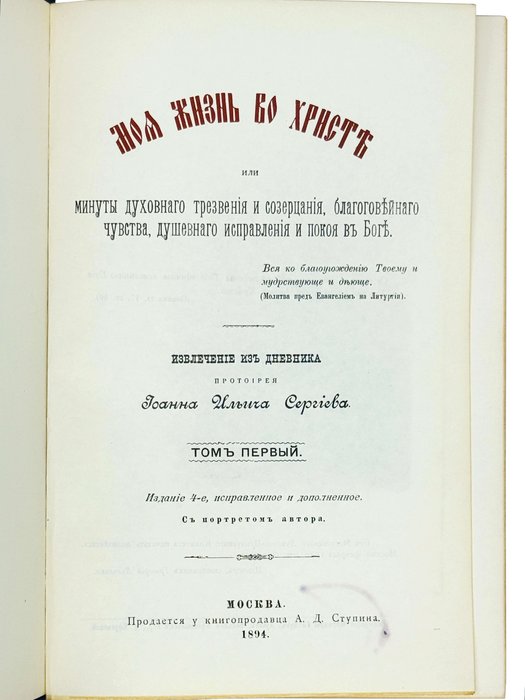 МОЯ ЖИЗНЬ ВО ХРИСТѢ
или
минуты духовнаго трезвенія и созерцанія, благоговѣйнаго
чувства, душевнаго исправленія и покоя въ Богѣ.
Вся ко благоугожденію Твоему и
мудрствующе и дѣюще.
(Молитва предъ Евангеліемъ на Литургіи).
ИЗВЛЕЧЕНІЕ ИЗЪ ДНЕВНИКА
ПРОТОІРЕЯ
Іоанна Ильича Сергіева.
ТОМЪ ПЕРВЫЙ.
Изданіе 4-е, исправленное и дополненное.
Съ портретомъ автора.
МОСКВА.
Продается у книгопродавца А. Д. Ступина.
1894.